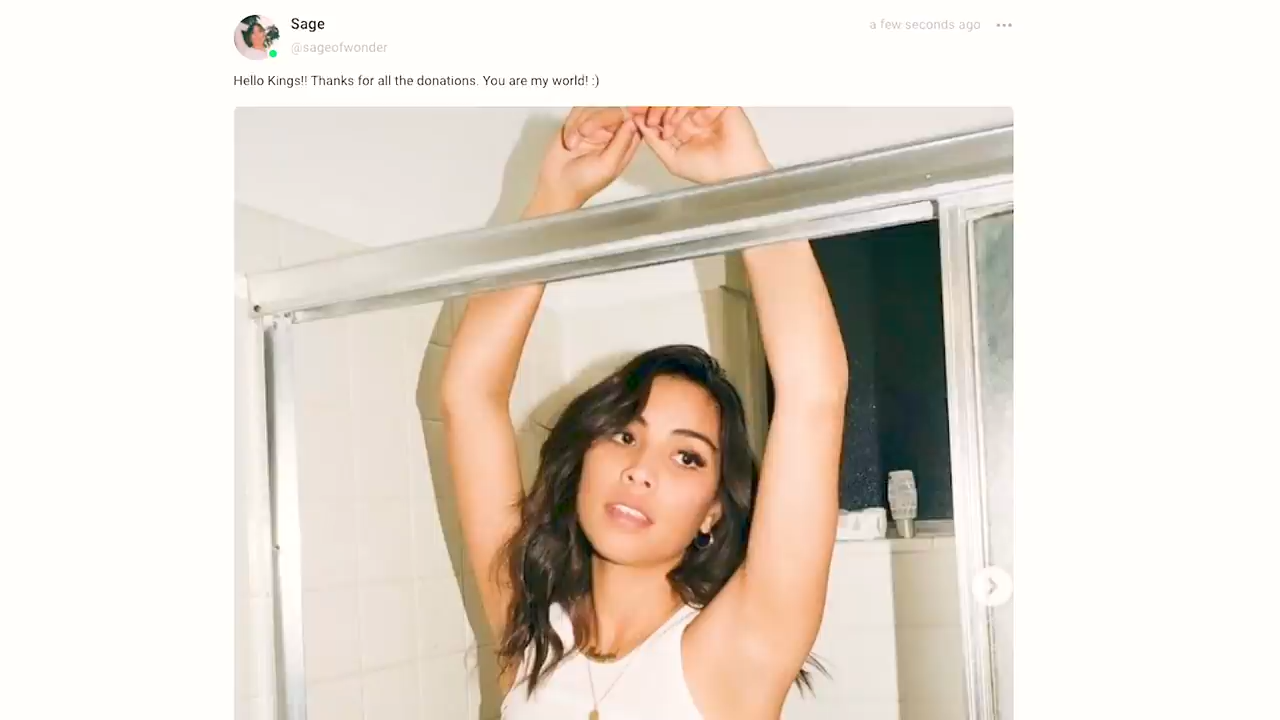 Sage
a few seconds ago
@sageofwonder
Hello Kings!! Thanks for all the donations. You are my world! :)